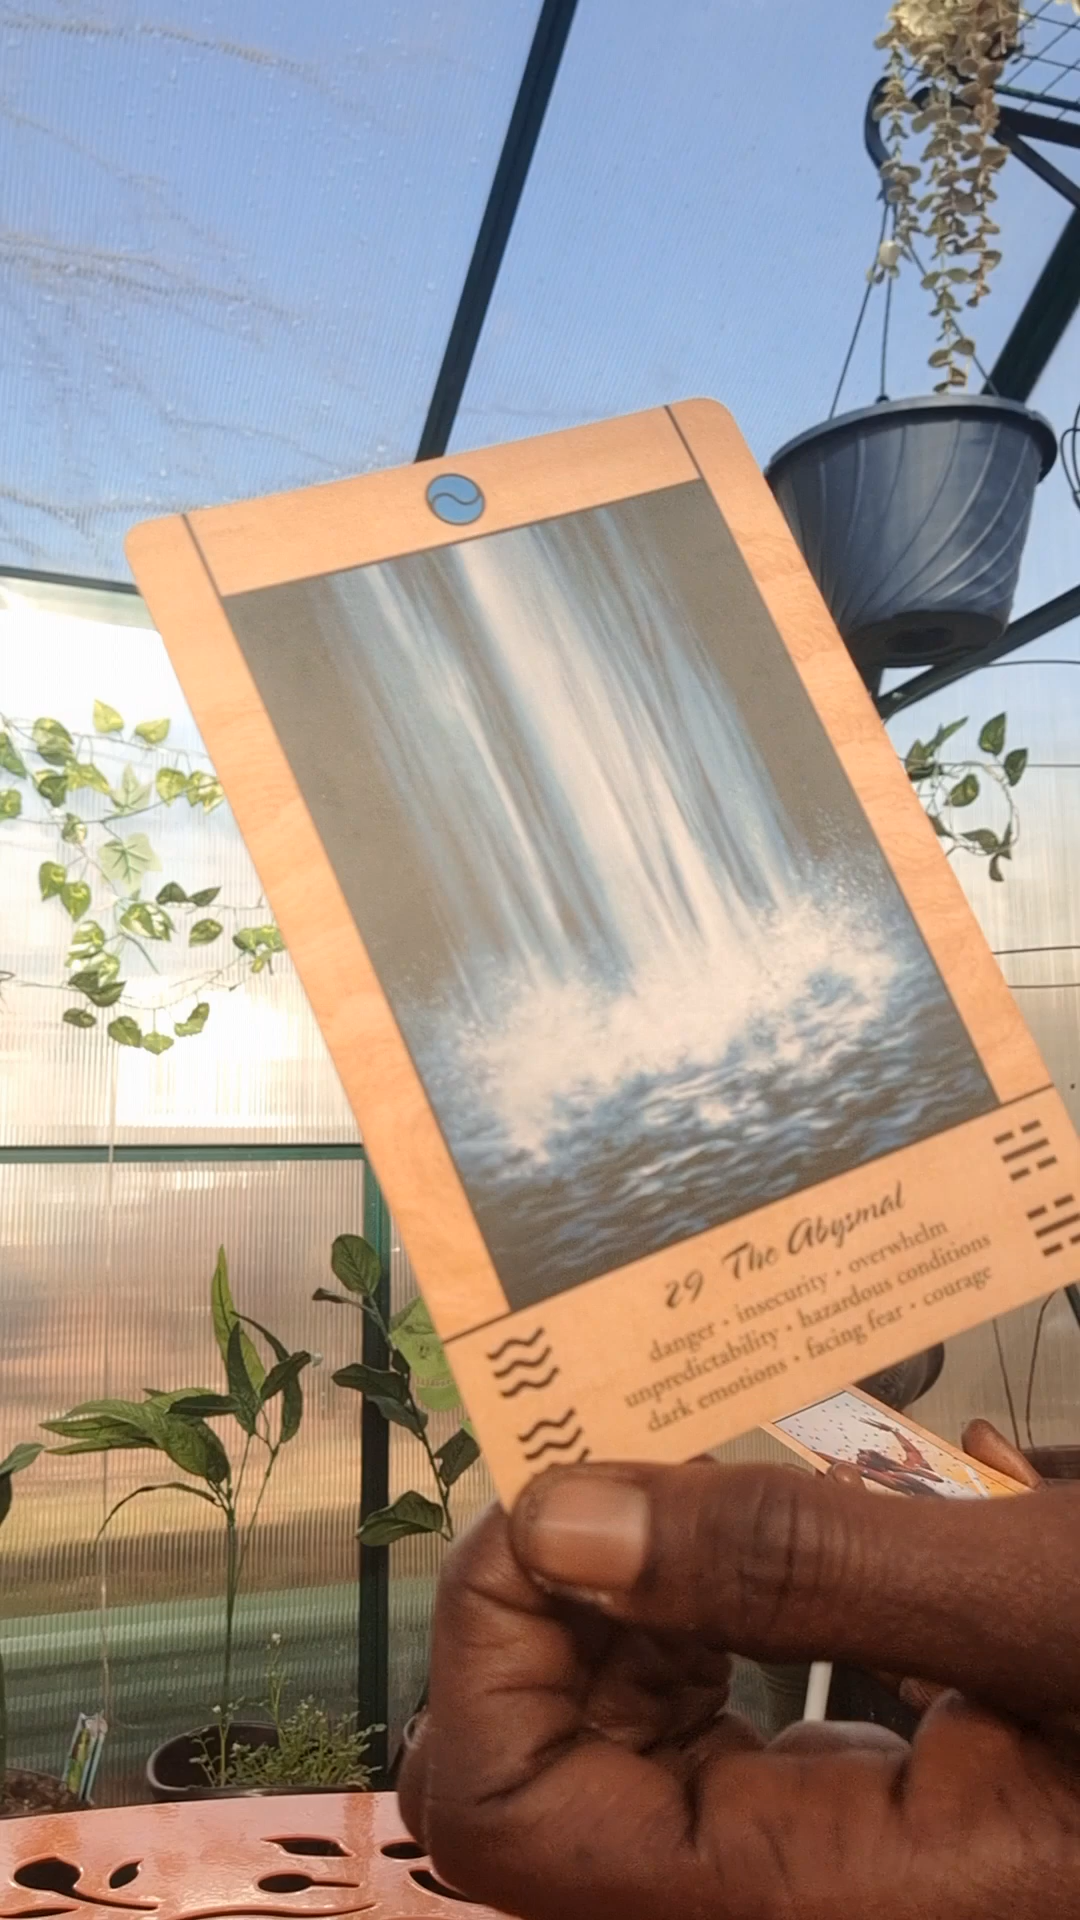 29 The Abysmal
danger • insecurity • overwhelm
unpredictability • hazardous conditions
dark emotions • facing fear • courage